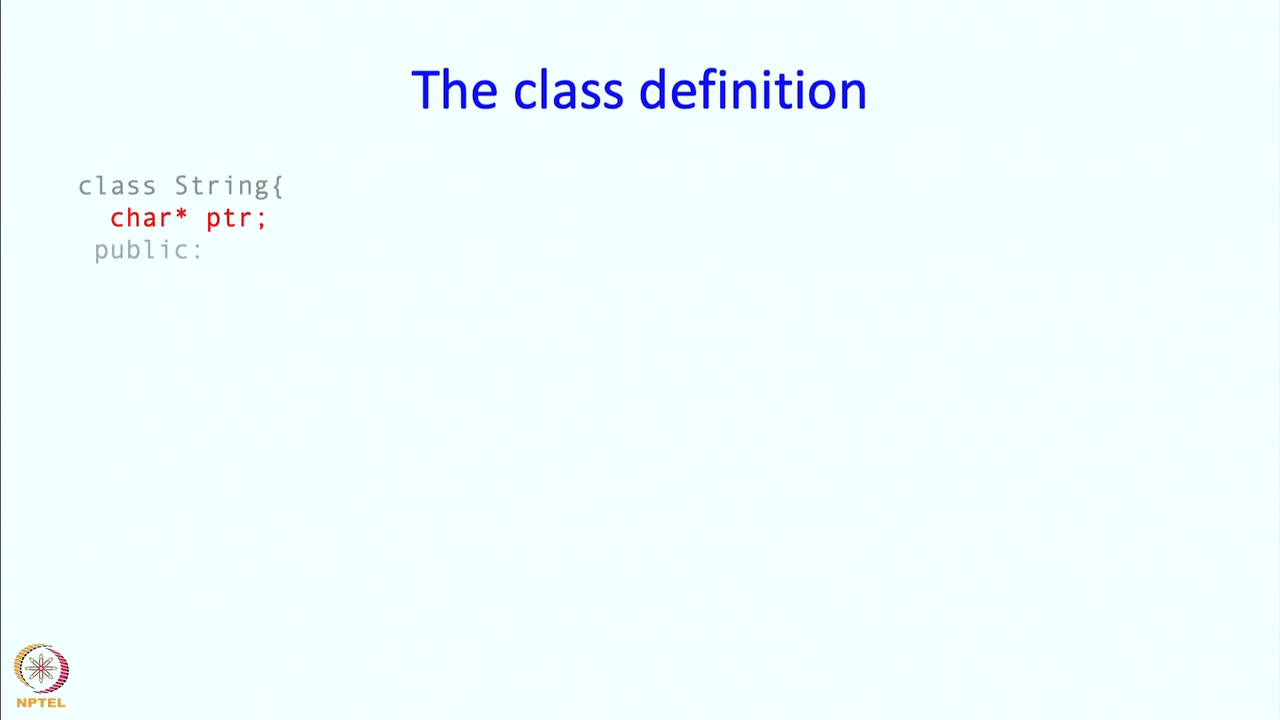 The class definition
class String{
char* ptr;
public:
NPTEL